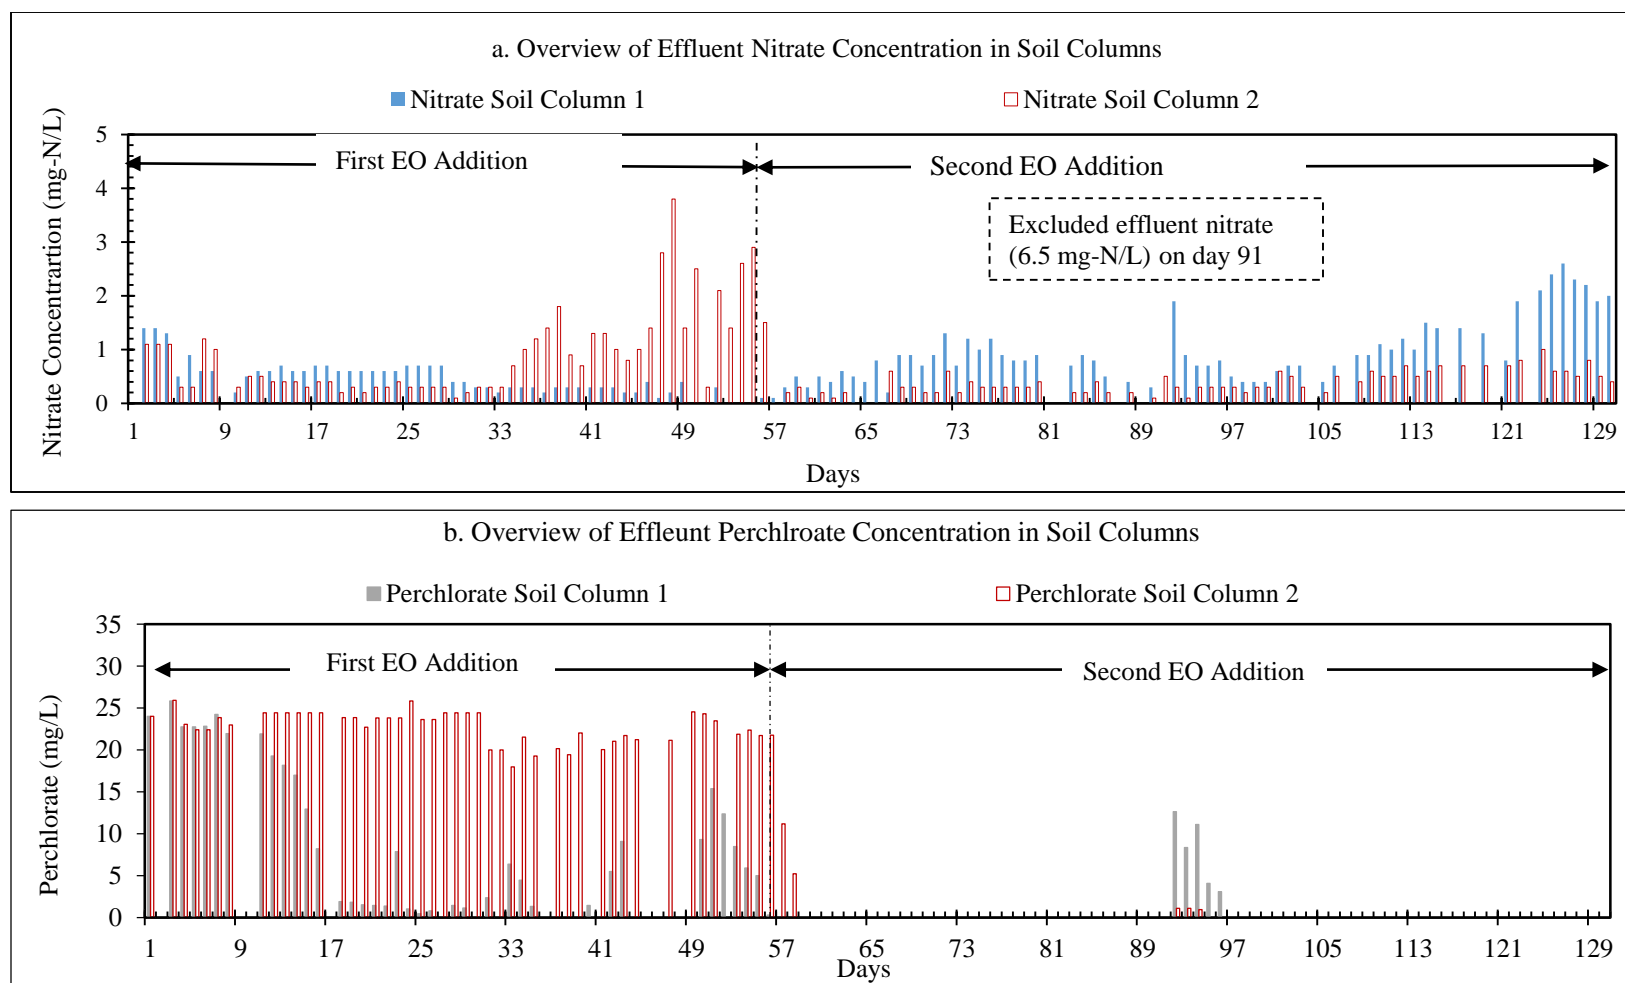 a. Overview of Effluent Nitrate Concentration in Soil Columns
Nitrate Soil Column 1
Nitrate Soil Column 2
Nitrate Concentrartion (mg-N/L)
5
4
3
2
1
0
First EO Addition
Second EO Addition
Excluded effluent nitrate
(6.5 mg-N/L) on day 91
1 9 17 25 33 41 49 57 65 73 81 89 97 105 113 121 129
Days
b. Overview of Effleunt Perchlroate Concentration in Soil Columns
Perchlorate Soil Column 1
Perchlorate Soil Column 2
Perchlorate (mg/L)
35
30
25
20
15
10
5
0
First EO Addition
Second EO Addition
1 9 17 25 33 41 49 57 65 73 81 89 97 105 113 121 129
Days